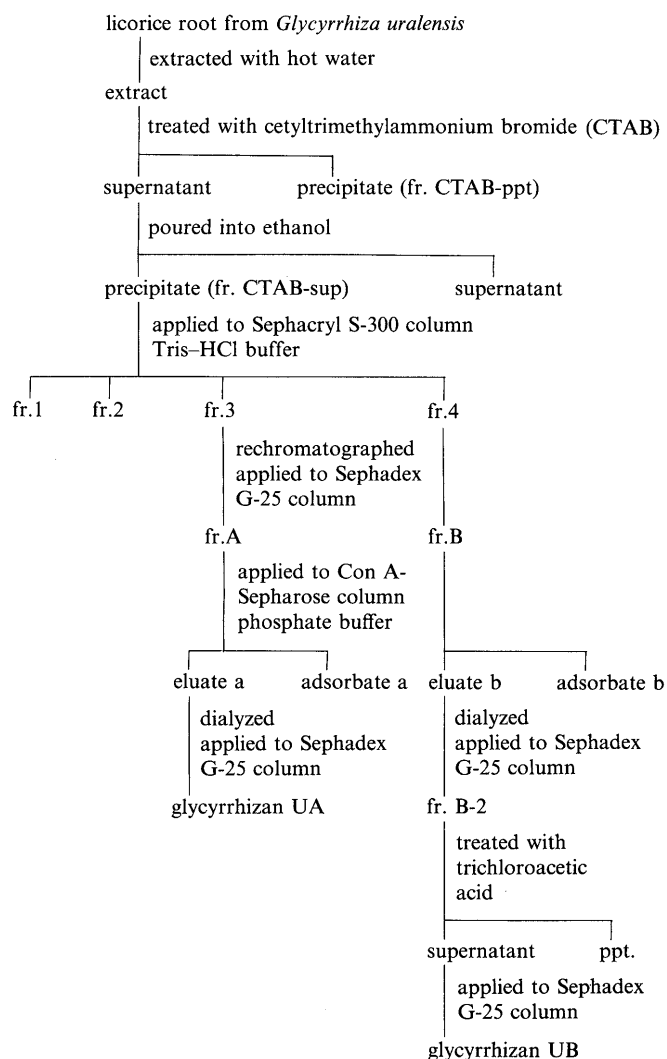 licorice root from Glycyrrhiza uralensis
extracted with hot water
extract
treated with cetyltrimethylammonium bromide (CTAB)
supernatant precipitate (fr. CTAB-ppt)
poured into ethanol
precipitate (fr. CTAB-sup) supernatant
applied to Sephacryl S-300 column
Tris–HCl buffer
fr.1 fr.2 fr.3 fr.4
rechromatographed
applied to Sephadex
G-25 column
fr.A fr.B
applied to Con A-
Sepharose column
phosphate buffer
eluate a adsorbate a eluate b adsorbate b
dialyzed dialyzed
applied to Sephadex applied to Sephadex
G-25 column G-25 column
glycyrrhizan UA fr. B-2
treated with
trichloroacetic
acid
supernatant ppt.
applied to Sephadex
G-25 column
glycyrrhizan UB